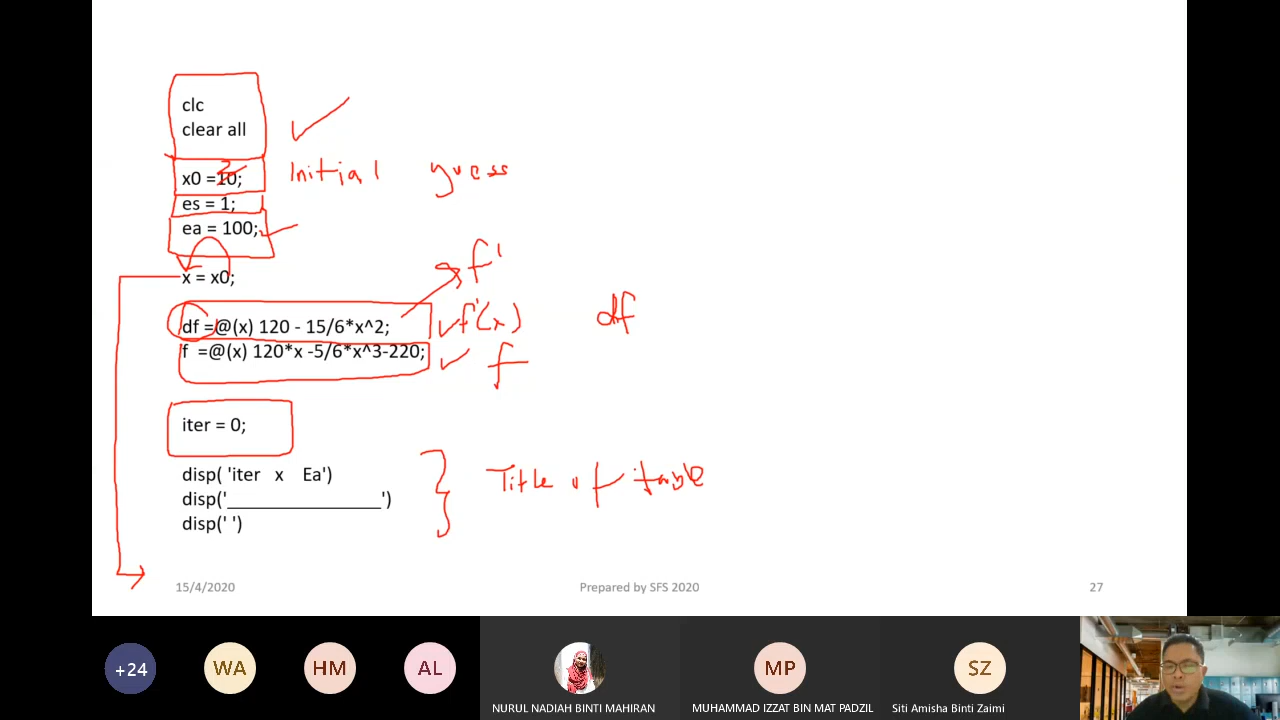 clc
clear all
x0 =10; Initial guess
es = 1;
ea = 100;
x = x0;
f'
df =@(x) 120 - 15/6*x^2; f'(x) df
f =@(x) 120*x -5/6*x^3-220; f
iter = 0;
disp( 'iter x Ea')
disp('________________') Title of table
disp(' ')
15/4/2020 Prepared by SFS 2020 27
+24 WA HM AL MP SZ
NURUL NADIAH BINTI MAHIRAN MUHAMMAD IZZAT BIN MAT PADZIL Siti Amisha Binti Zaimi